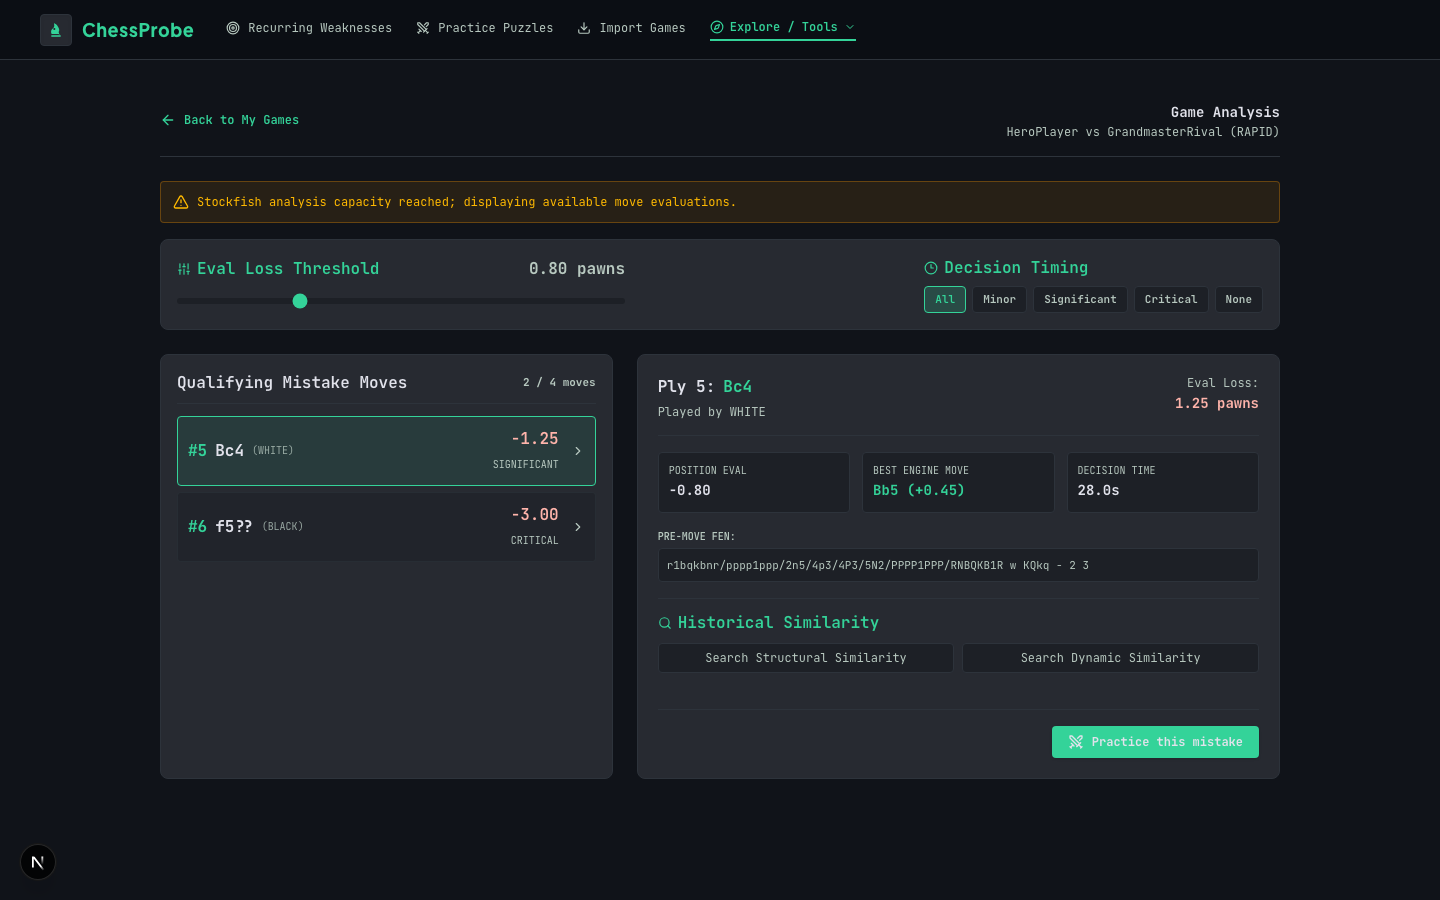 ChessProbe
Recurring Weaknesses
Practice Puzzles
Import Games
Explore / Tools
Back to My Games
Game Analysis
HeroPlayer vs GrandmasterRival (RAPID)
Stockfish analysis capacity reached; displaying available move evaluations.
Eval Loss Threshold
0.80 pawns
Decision Timing
All
Minor
Significant
Critical
None
Qualifying Mistake Moves
2 / 4 moves
#5 Bc4 (WHITE)
-1.25
SIGNIFICANT
#6 f5?? (BLACK)
-3.00
CRITICAL
Ply 5: Bc4
Played by WHITE
Eval Loss:
1.25 pawns
POSITION EVAL
-0.80
BEST ENGINE MOVE
Bb5 (+0.45)
DECISION TIME
28.0s
PRE-MOVE FEN:
r1bqkbnr/pppp1ppp/2n5/4p3/4P3/5N2/PPPP1PPP/RNBQKB1R w KQkq - 2 3
Historical Similarity
Search Structural Similarity
Search Dynamic Similarity
Practice this mistake
N